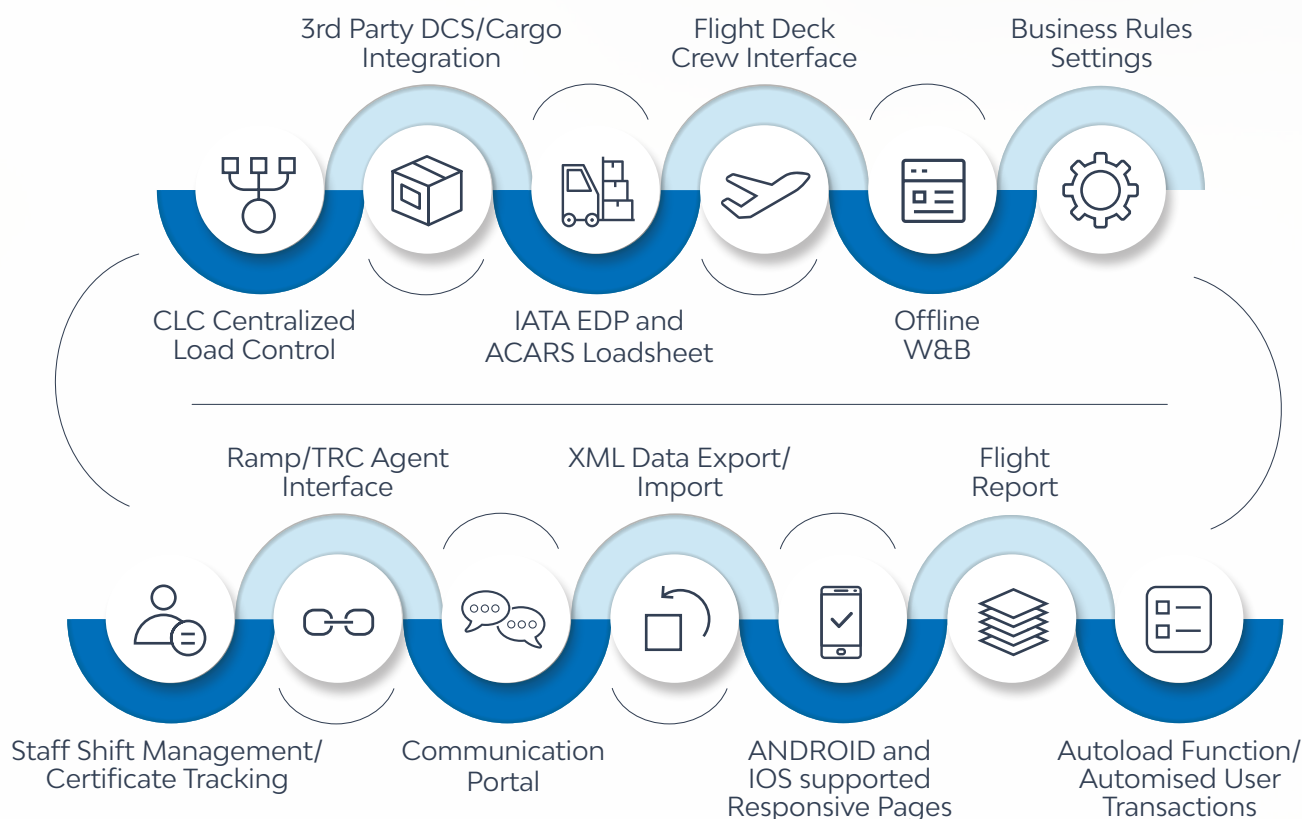 3rd Party DCS/Cargo
Integration
Flight Deck
Crew Interface
Business Rules
Settings
CLC Centralized
Load Control
IATA EDP and
ACARS Loadsheet
Offline
W&B
Ramp/TRC Agent
Interface
XML Data Export/
Import
Flight
Report
Staff Shift Management/
Certificate Tracking
Communication
Portal
ANDROID and
IOS supported
Responsive Pages
Autoload Function/
Automised User
Transactions